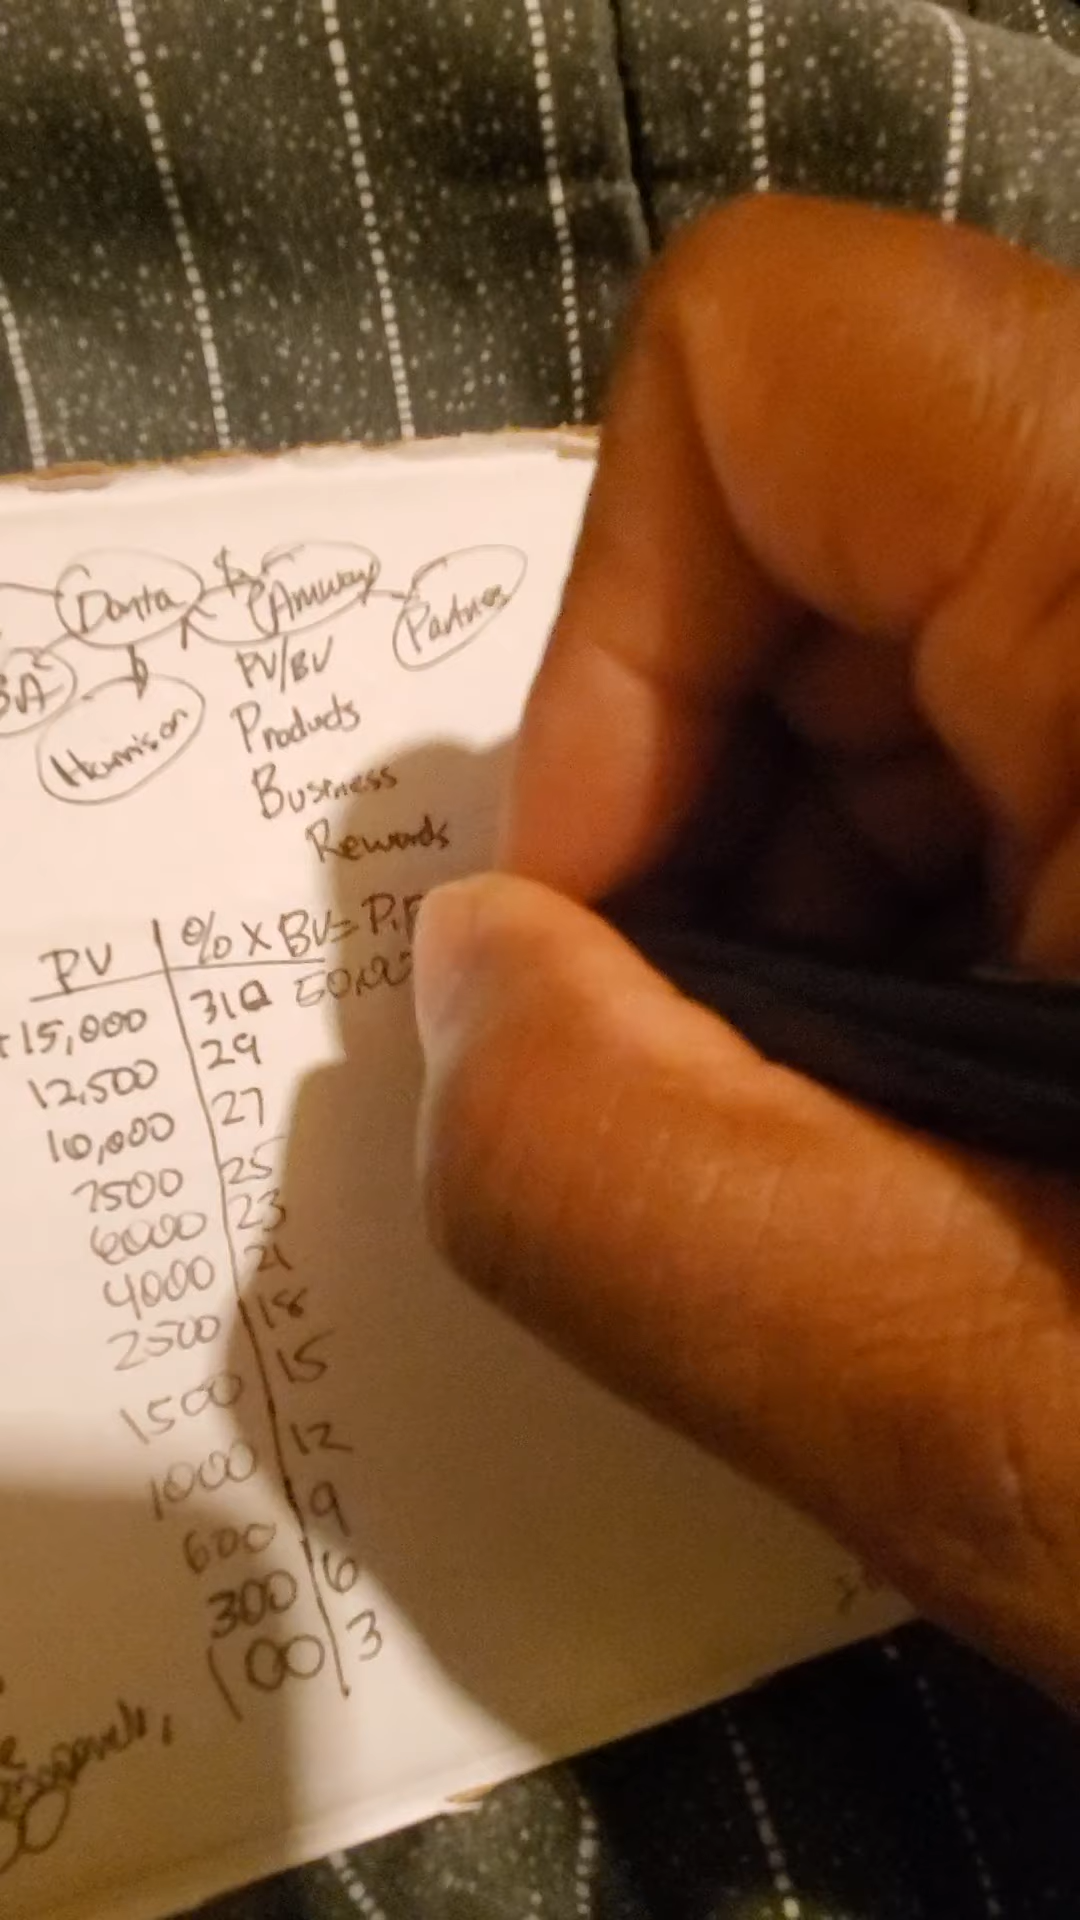 Donta $ Amway Partner
Harrison
PV/BV
Products
Business
Rewards
PV % X BV=
15,000 31
12,500 29
10,000 27
7500 25
6000 23
4000 21
2500 18
1500 15
1000 12
600 9
300 6
100 3